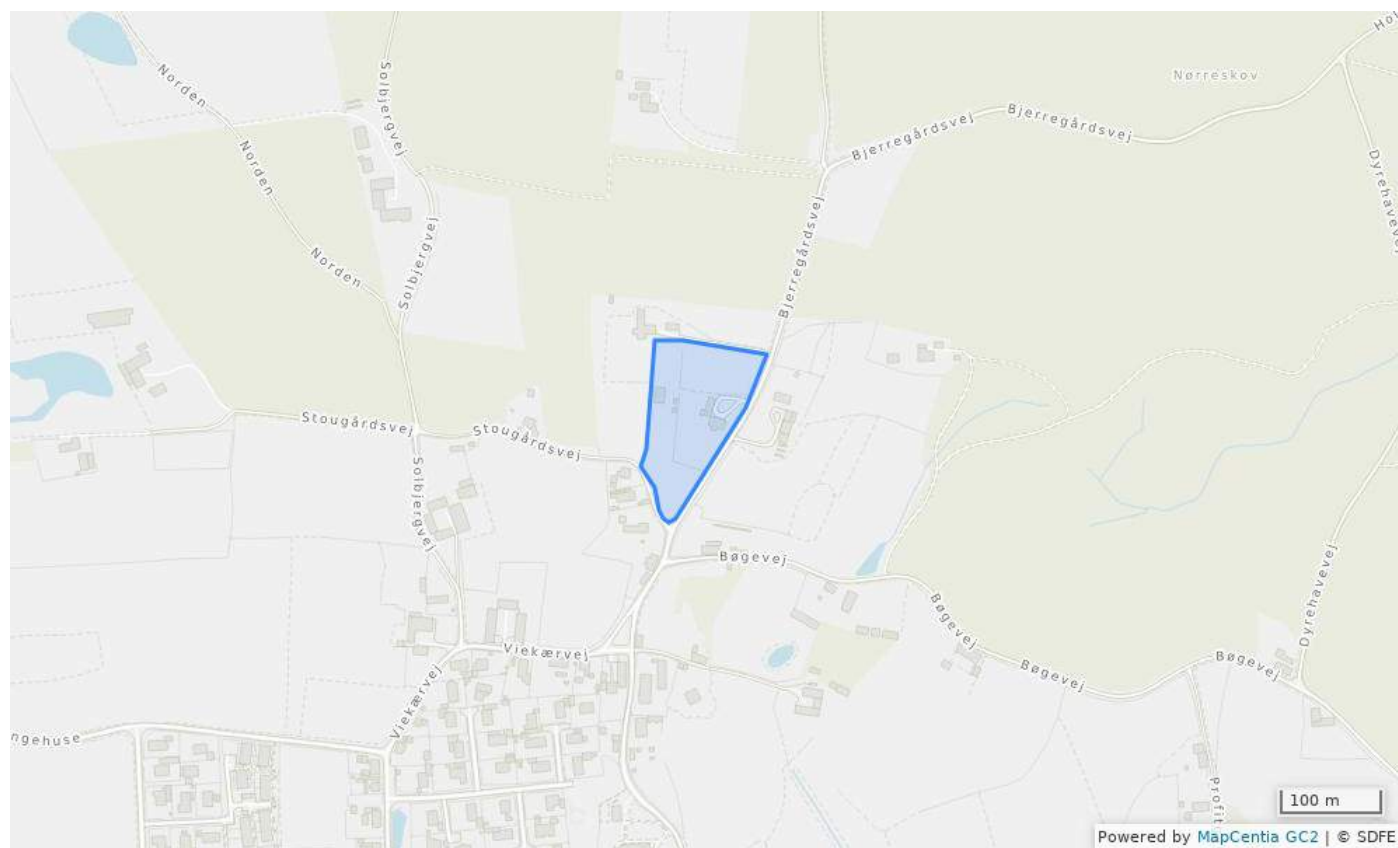 Norden
Solbjergvej
Nørreskov
Bjerregårdsvej
Bjerregårdsvej
Norden
Dyrehavevej
Norden
Solbjergvej
Bjerregårdsvej
Stougårdsvej
Stougårdsvej
Solbjergvej
Bøgevej
Dyrehavevej
Bøgevej
Viekærvej
Bøgevej
Bøgevej
Viekærvej
ngehuse
Profit
100 m
Powered by MapCentia GC2 | © SDFE